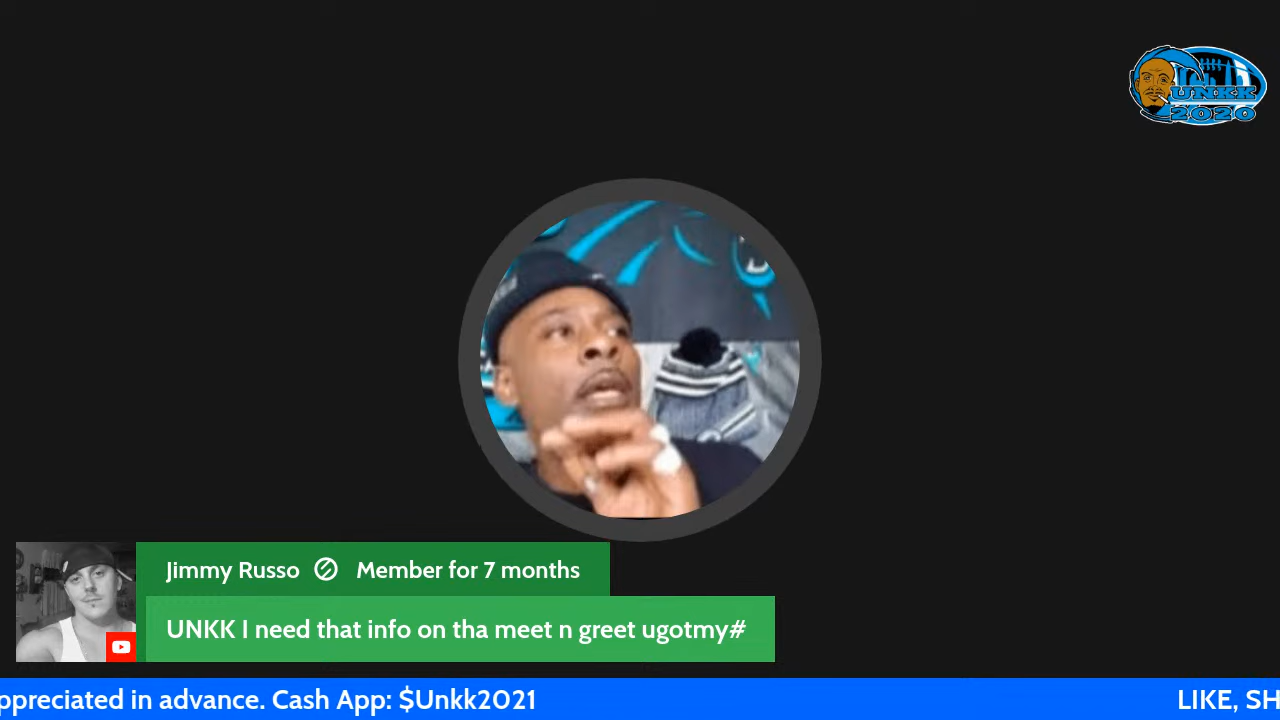 UNKK
2020
Jimmy Russo Member for 7 months
UNKK I need that info on tha meet n greet ugotmy#
ppreciated in advance. Cash App: $Unkk2021 LIKE, SH